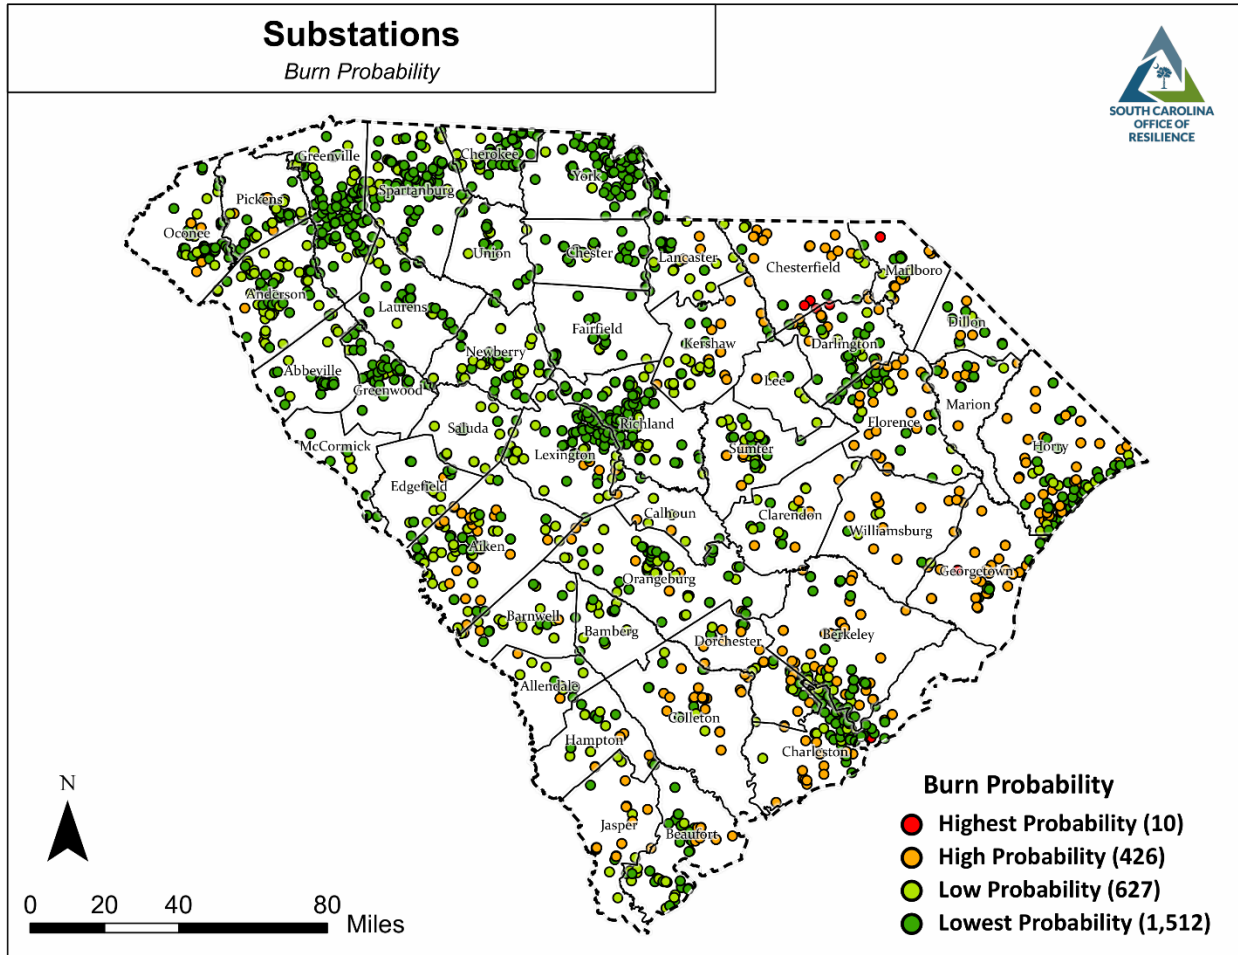 Substations
Burn Probability
SOUTH CAROLINA
OFFICE OF
RESILIENCE
Greenville
Cherokee
York
Spartanburg
Pickens
Oconee
Union
Chester
Lancaster
Chesterfield
Marlboro
Anderson
Laurens
Fairfield
Dillon
Kershaw
Darlington
Newberry
Abbeville
Lee
Greenwood
Marion
Richland
Florence
Saluda
McCormick
Horry
Lexington
Sumter
Edgefield
Calhoun
Clarendon
Williamsburg
Aiken
Georgetown
Orangeburg
Barnwell
Bamberg
Berkeley
Dorchester
Allendale
Colleton
Hampton
Charleston
Jasper
Beaufort
N
0 20 40 80 Miles
Burn Probability
Highest Probability (10)
High Probability (426)
Low Probability (627)
Lowest Probability (1,512)